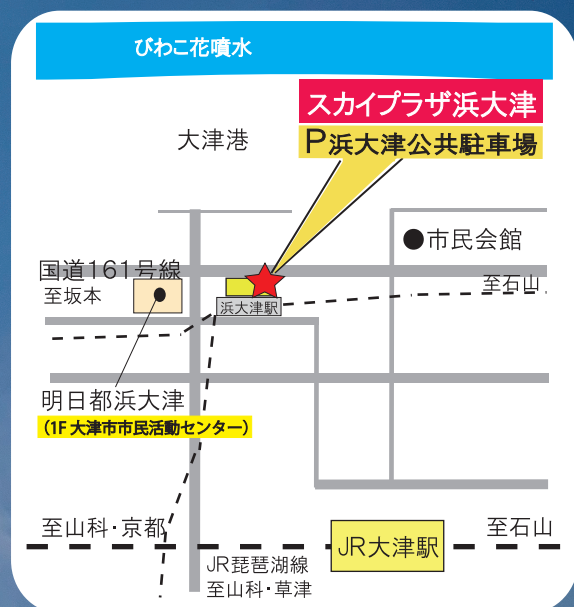 びわこ花噴水
スカイプラザ浜大津
P浜大津公共駐車場
大津港
●市民会館
国道161号線
至坂本
至石山
浜大津駅
明日都浜大津
(1F 大津市市民活動センター)
至山科・京都
至石山
JR大津駅
JR琵琶湖線
至山科・草津